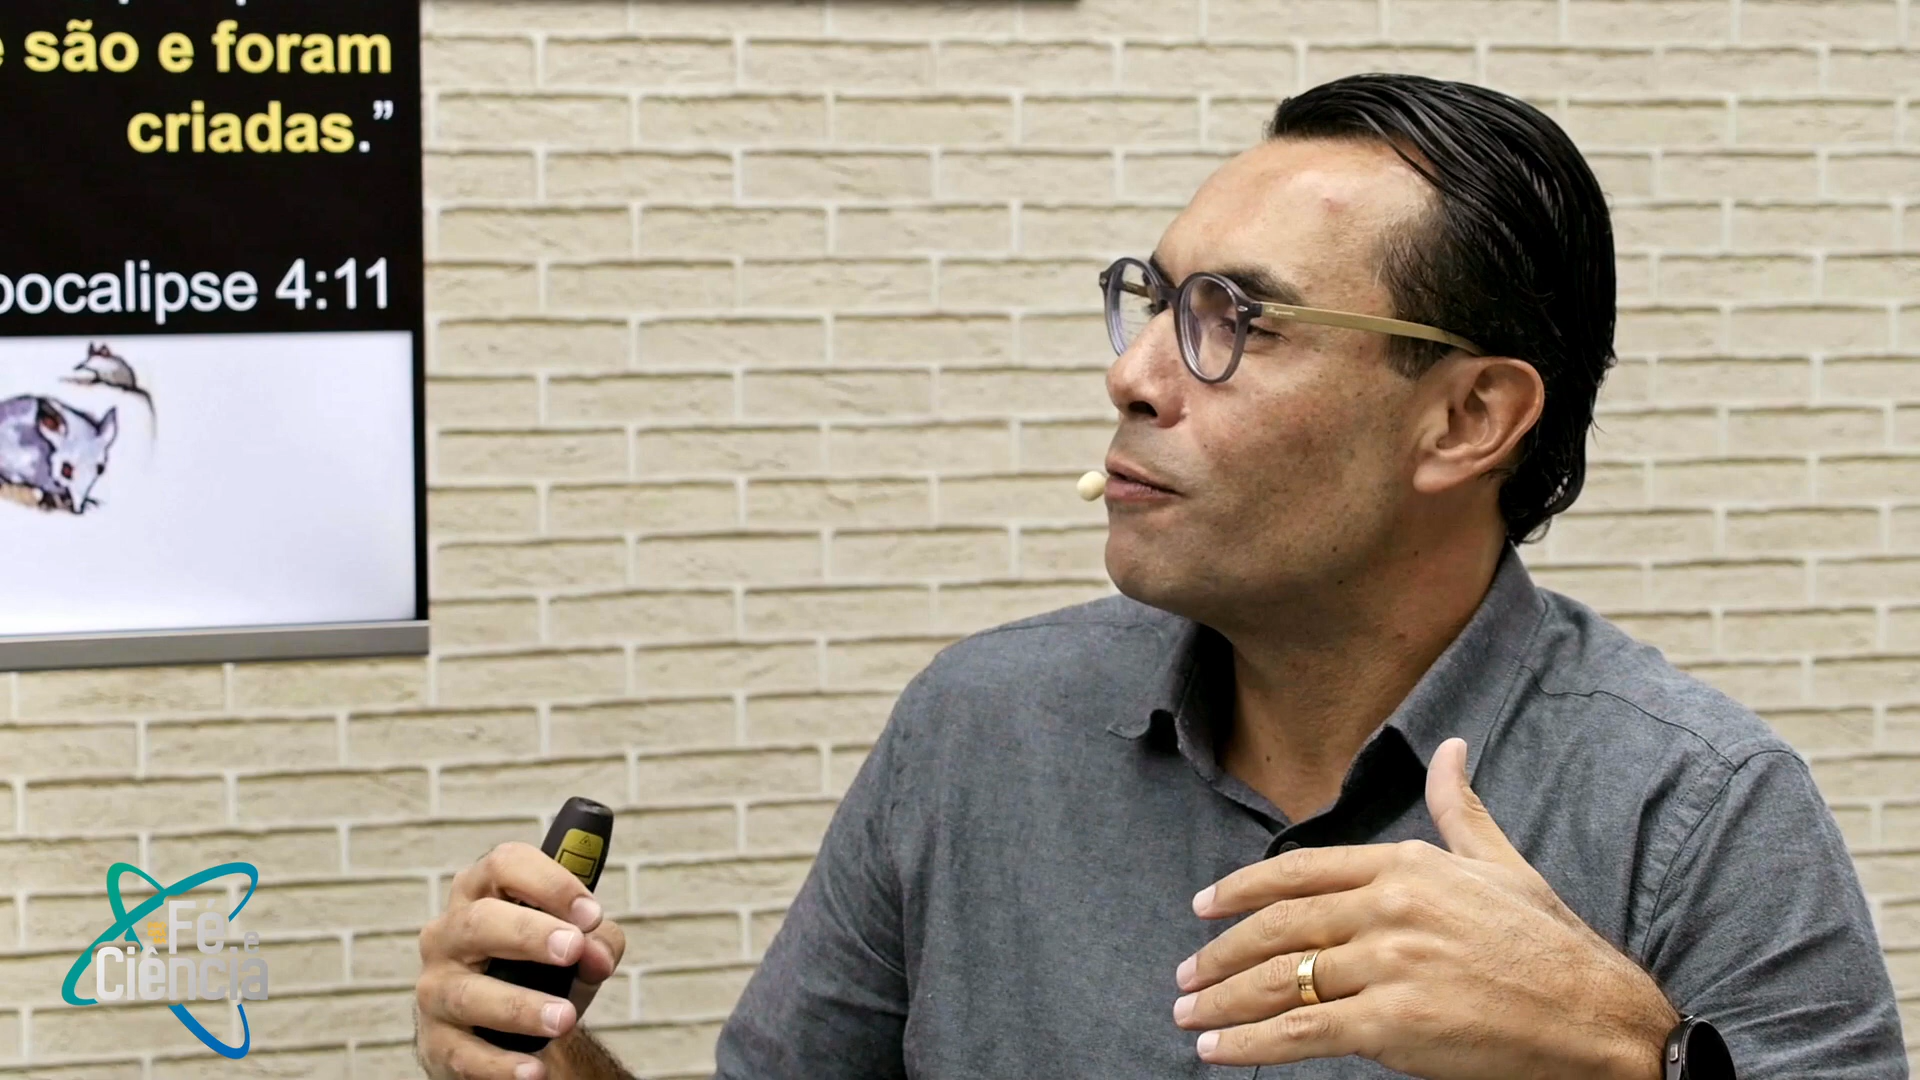 são e foram
criadas.”
pocalipse 4:11
Fé e
Ciência